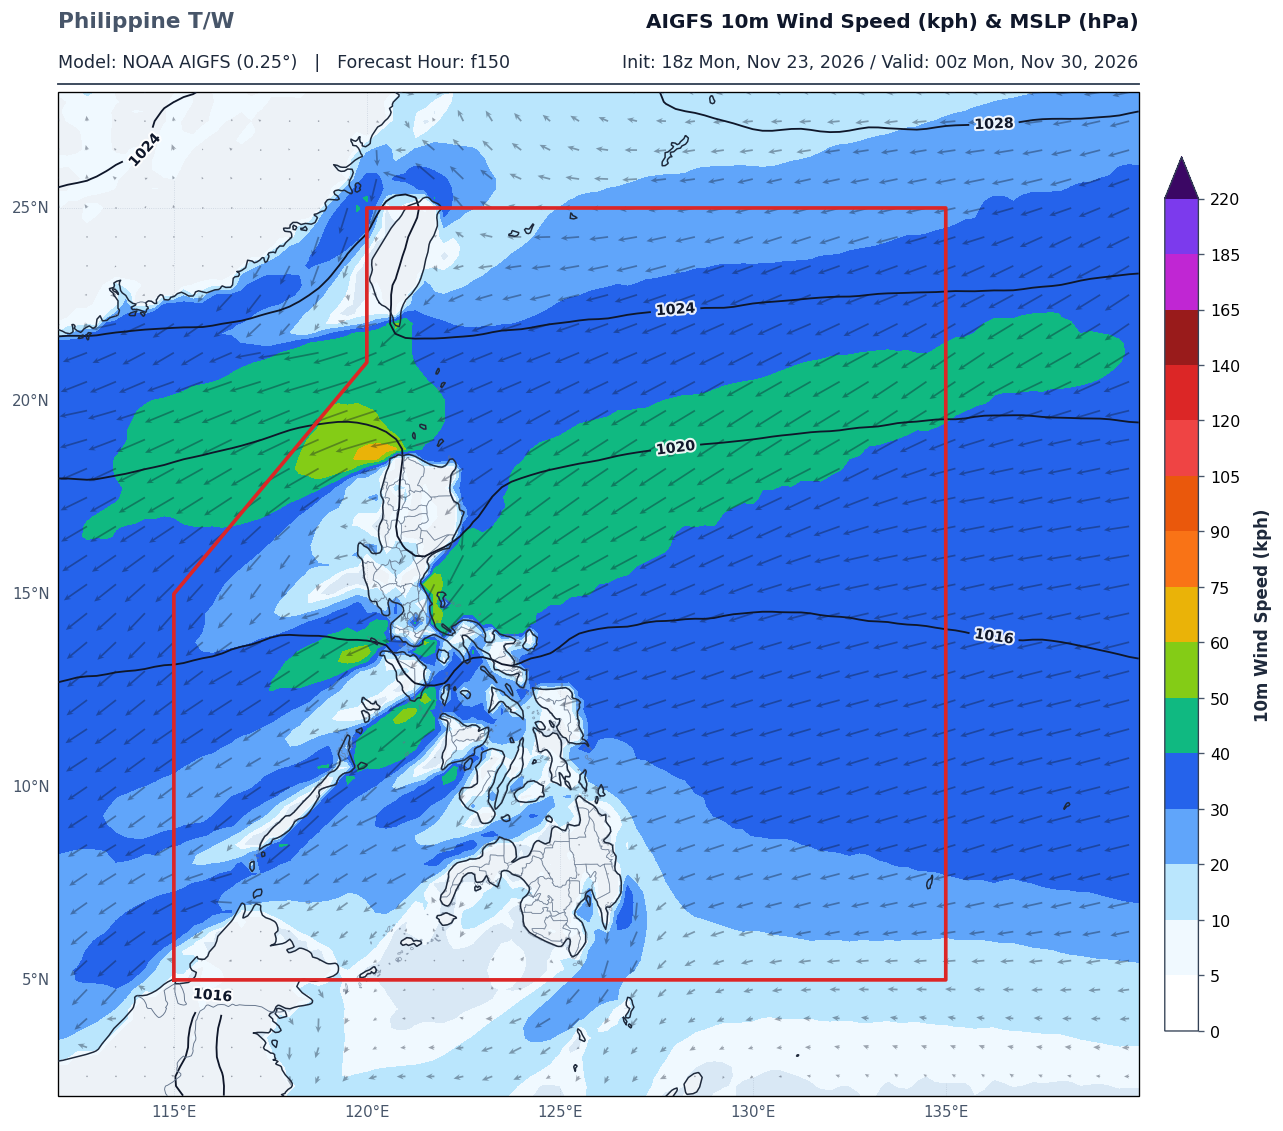 Philippine T/W
AIGFS 10m Wind Speed (kph) & MSLP (hPa)
Model: NOAA AIGFS (0.25°) | Forecast Hour: f150
Init: 18z Mon, Nov 23, 2026 / Valid: 00z Mon, Nov 30, 2026
1024
1028
1024
1020
1016
1016
25°N
20°N
15°N
10°N
5°N
115°E
120°E
125°E
130°E
135°E
220
185
165
140
120
105
90
75
60
50
40
30
20
10
5
0
10m Wind Speed (kph)